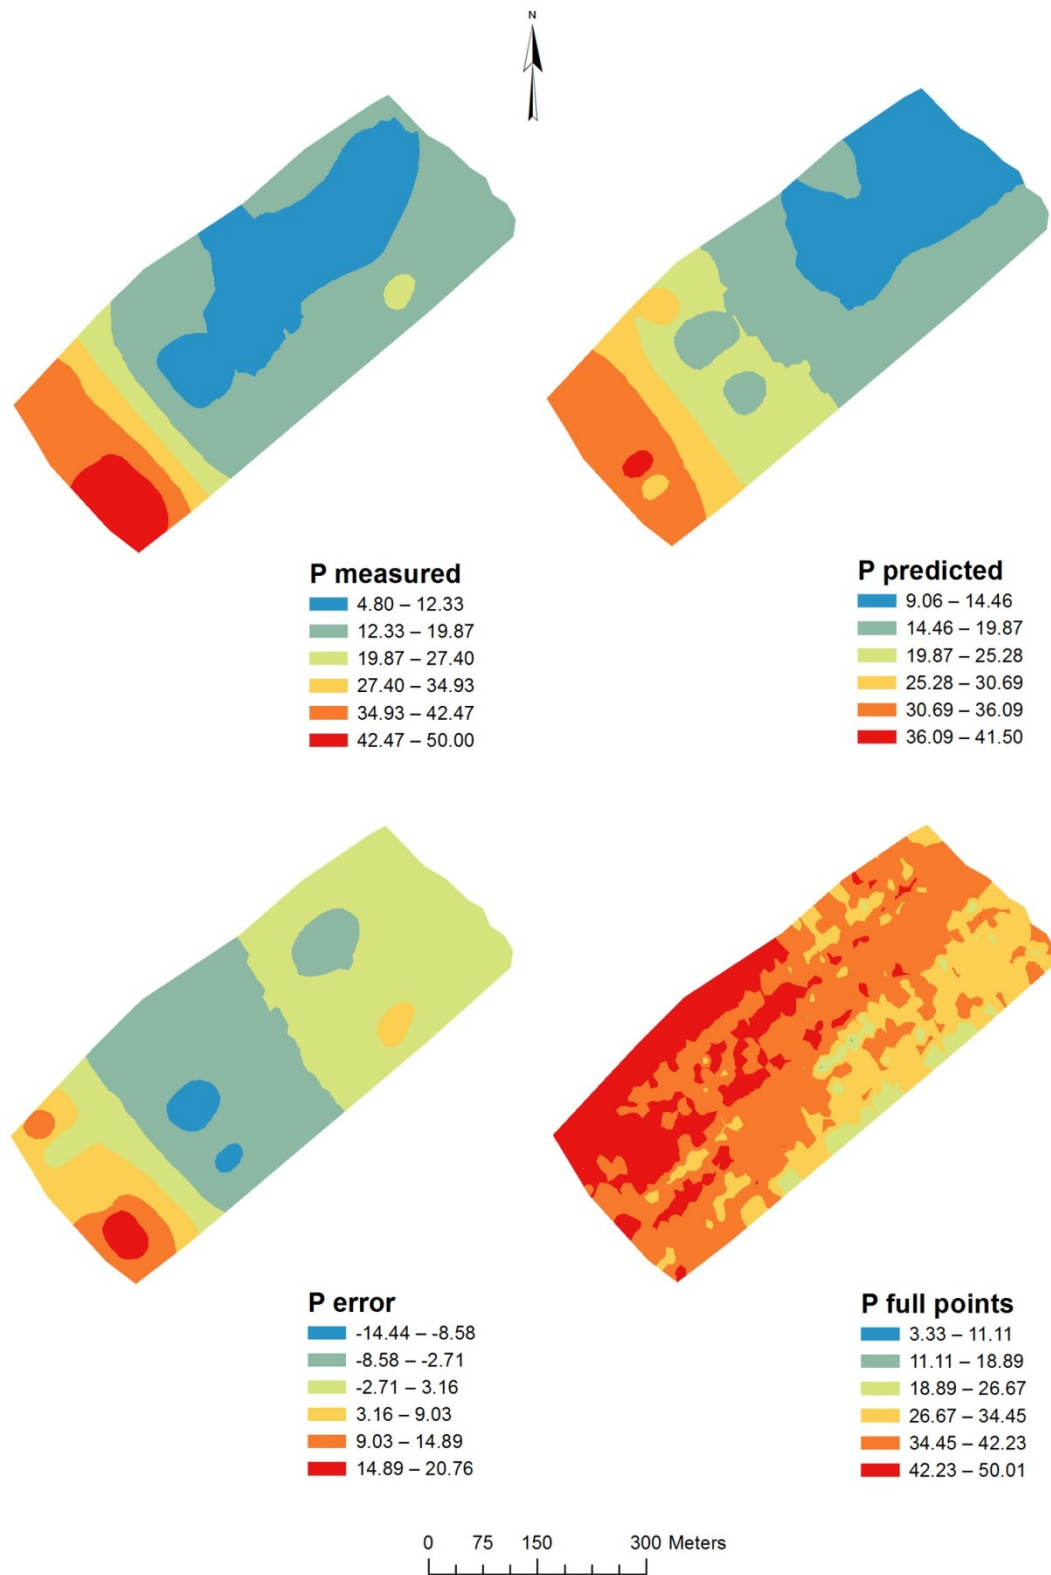 N
P measured
4.80 – 12.33
12.33 – 19.87
19.87 – 27.40
27.40 – 34.93
34.93 – 42.47
42.47 – 50.00
P predicted
9.06 – 14.46
14.46 – 19.87
19.87 – 25.28
25.28 – 30.69
30.69 – 36.09
36.09 – 41.50
P error
-14.44 – -8.58
-8.58 – -2.71
-2.71 – 3.16
3.16 – 9.03
9.03 – 14.89
14.89 – 20.76
P full points
3.33 – 11.11
11.11 – 18.89
18.89 – 26.67
26.67 – 34.45
34.45 – 42.23
42.23 – 50.01
0 75 150 300 Meters